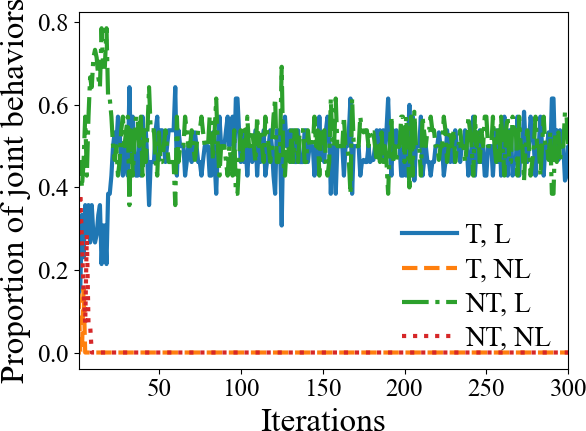 Proportion of joint behaviors
0.8
0.6
0.4
0.2
0.0
T, L
T, NL
NT, L
NT, NL
50
100
150
200
250
300
Iterations